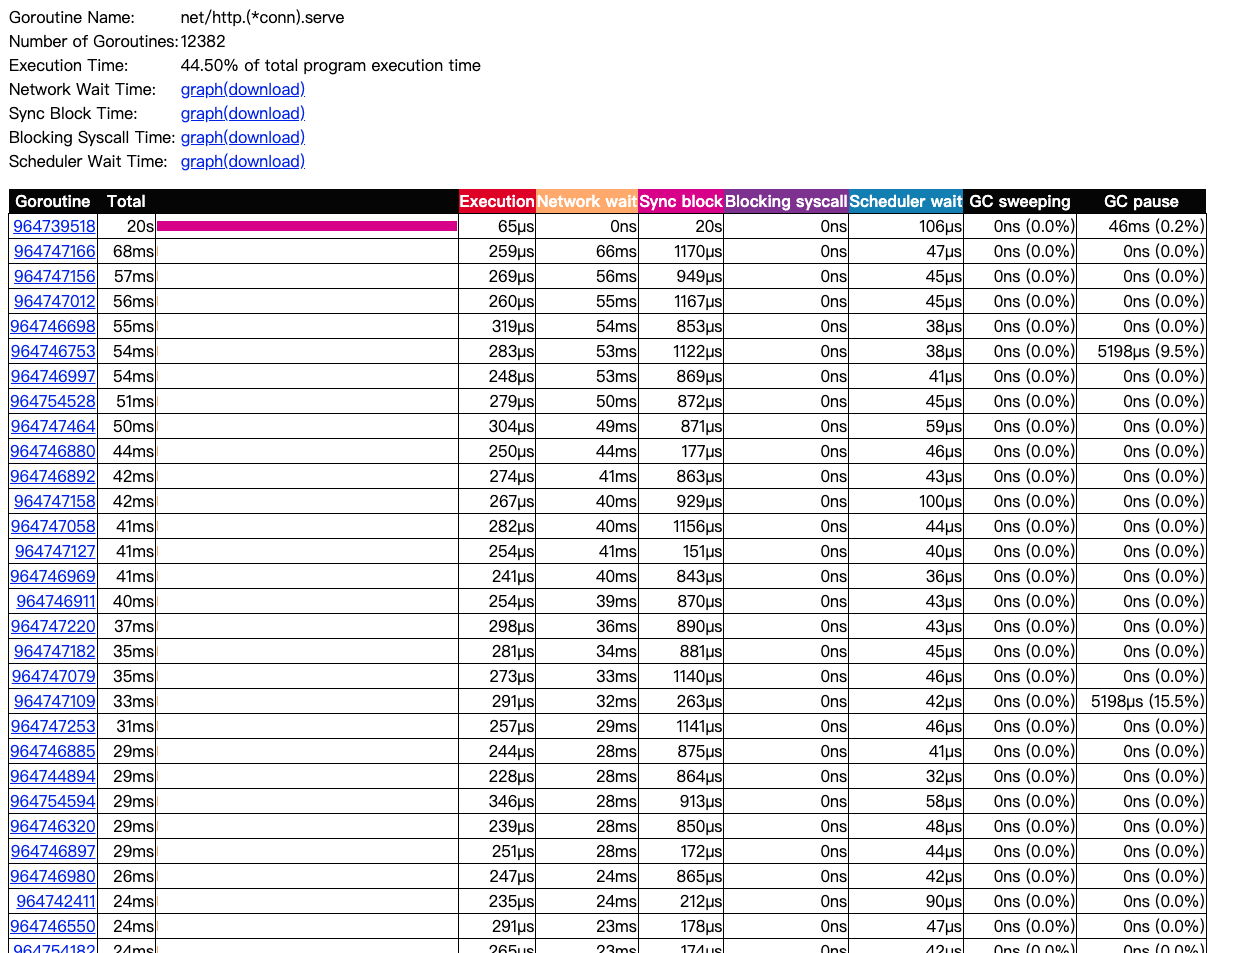 Goroutine Name: net/http.(*conn).serve
Number of Goroutines: 12382
Execution Time: 44.50% of total program execution time
Network Wait Time: graph(download)
Sync Block Time: graph(download)
Blocking Syscall Time: graph(download)
Scheduler Wait Time: graph(download)
Goroutine Total Execution Network wait Sync block Blocking syscall Scheduler wait GC sweeping GC pause
964739518 20s 65µs 0ns 20s 0ns 106µs 0ns (0.0%) 46ms (0.2%)
964747166 68ms 259µs 66ms 1170µs 0ns 47µs 0ns (0.0%) 0ns (0.0%)
964747156 57ms 269µs 56ms 949µs 0ns 45µs 0ns (0.0%) 0ns (0.0%)
964747012 56ms 260µs 55ms 1167µs 0ns 45µs 0ns (0.0%) 0ns (0.0%)
964746698 55ms 319µs 54ms 853µs 0ns 38µs 0ns (0.0%) 0ns (0.0%)
964746753 54ms 283µs 53ms 1122µs 0ns 38µs 0ns (0.0%) 5198µs (9.5%)
964746997 54ms 248µs 53ms 869µs 0ns 41µs 0ns (0.0%) 0ns (0.0%)
964754528 51ms 279µs 50ms 872µs 0ns 45µs 0ns (0.0%) 0ns (0.0%)
964747464 50ms 304µs 49ms 871µs 0ns 59µs 0ns (0.0%) 0ns (0.0%)
964746880 44ms 250µs 44ms 177µs 0ns 46µs 0ns (0.0%) 0ns (0.0%)
964746892 42ms 274µs 41ms 863µs 0ns 43µs 0ns (0.0%) 0ns (0.0%)
964747158 42ms 267µs 40ms 929µs 0ns 100µs 0ns (0.0%) 0ns (0.0%)
964747058 41ms 282µs 40ms 1156µs 0ns 44µs 0ns (0.0%) 0ns (0.0%)
964747127 41ms 254µs 41ms 151µs 0ns 40µs 0ns (0.0%) 0ns (0.0%)
964746969 41ms 241µs 40ms 843µs 0ns 36µs 0ns (0.0%) 0ns (0.0%)
964746911 40ms 254µs 39ms 870µs 0ns 43µs 0ns (0.0%) 0ns (0.0%)
964747220 37ms 298µs 36ms 890µs 0ns 43µs 0ns (0.0%) 0ns (0.0%)
964747182 35ms 281µs 34ms 881µs 0ns 45µs 0ns (0.0%) 0ns (0.0%)
964747079 35ms 273µs 33ms 1140µs 0ns 46µs 0ns (0.0%) 0ns (0.0%)
964747109 33ms 291µs 32ms 263µs 0ns 42µs 0ns (0.0%) 5198µs (15.5%)
964747253 31ms 257µs 29ms 1141µs 0ns 46µs 0ns (0.0%) 0ns (0.0%)
964746885 29ms 244µs 28ms 875µs 0ns 41µs 0ns (0.0%) 0ns (0.0%)
964744894 29ms 228µs 28ms 864µs 0ns 32µs 0ns (0.0%) 0ns (0.0%)
964754594 29ms 346µs 28ms 913µs 0ns 58µs 0ns (0.0%) 0ns (0.0%)
964746320 29ms 239µs 28ms 850µs 0ns 48µs 0ns (0.0%) 0ns (0.0%)
964746897 29ms 251µs 28ms 172µs 0ns 44µs 0ns (0.0%) 0ns (0.0%)
964746980 26ms 247µs 24ms 865µs 0ns 42µs 0ns (0.0%) 0ns (0.0%)
964742411 24ms 235µs 24ms 212µs 0ns 90µs 0ns (0.0%) 0ns (0.0%)
964746550 24ms 291µs 23ms 178µs 0ns 47µs 0ns (0.0%) 0ns (0.0%)
964754182 24ms 265µs 23ms 174µs 0ns 42µs 0ns (0.0%) 0ns (0.0%)